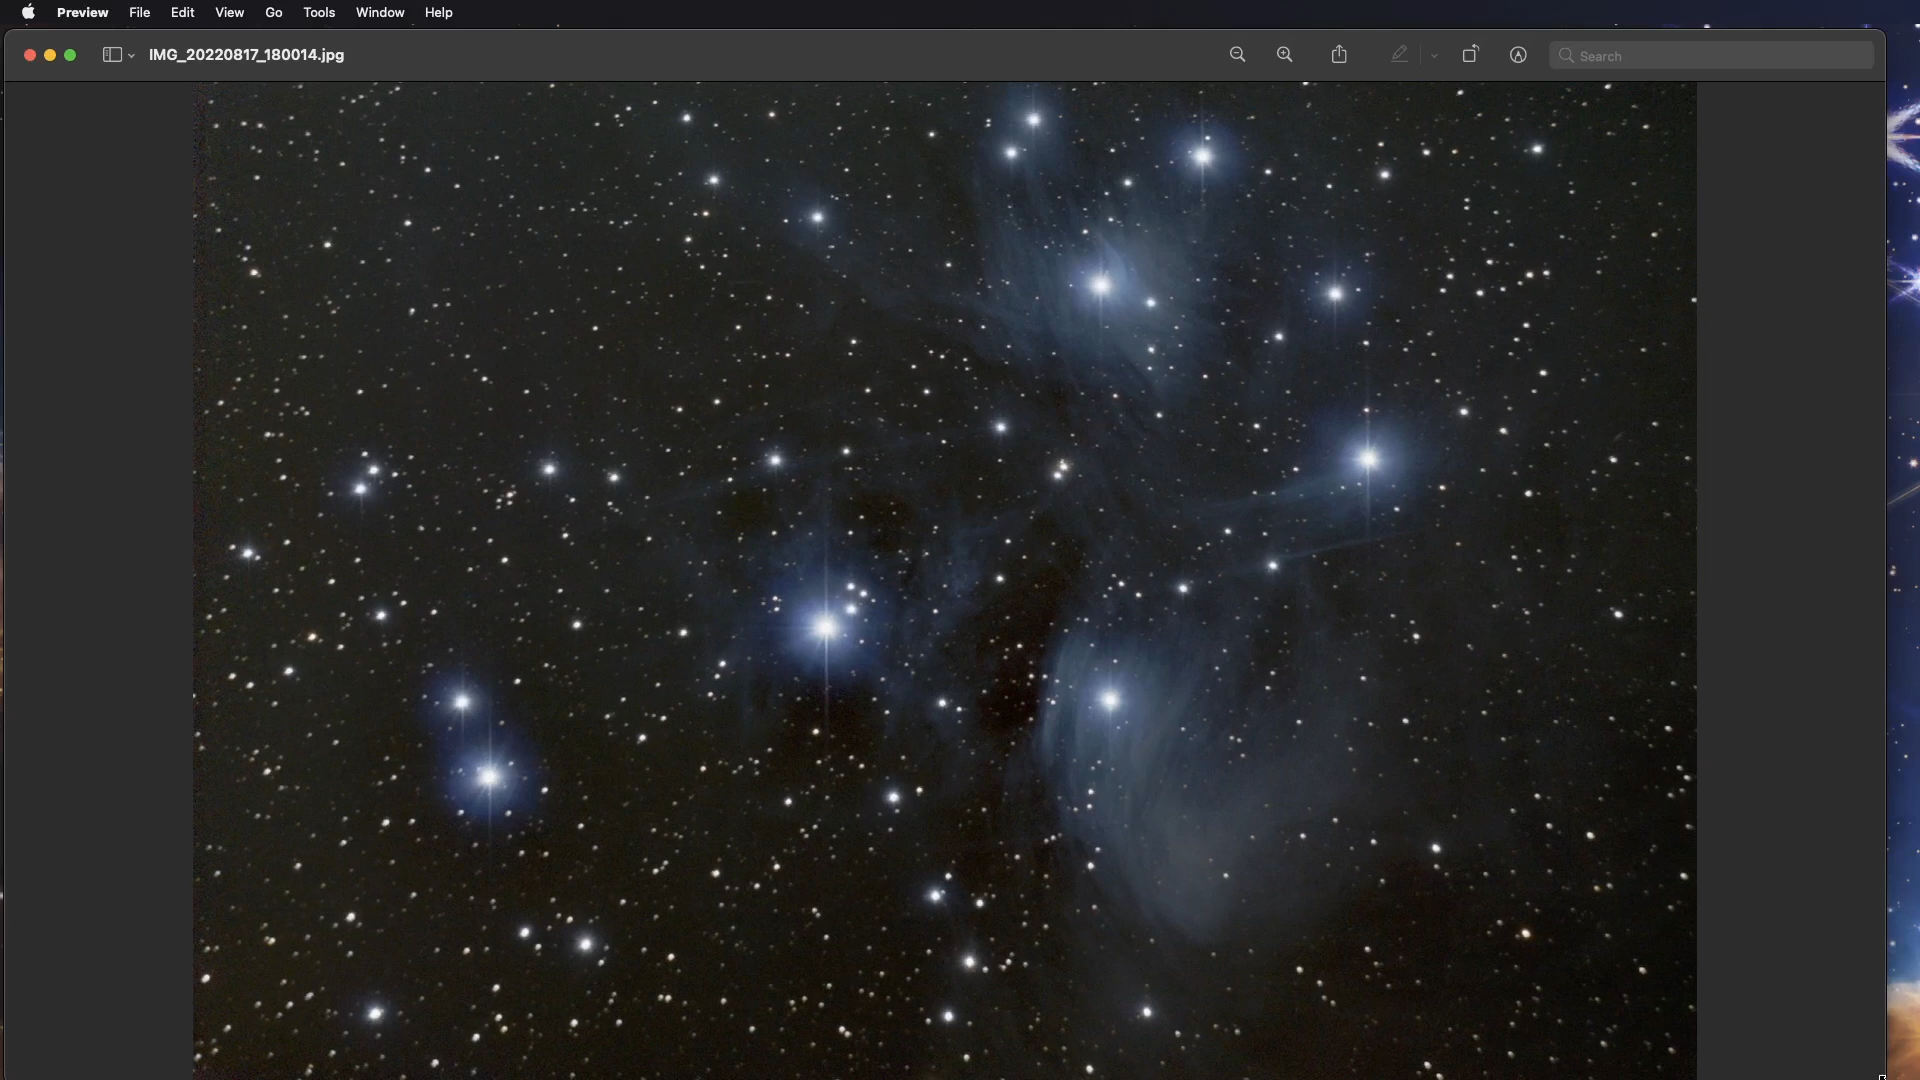 Preview File Edit View Go Tools Window Help
IMG_20220817_180014.jpg
Search